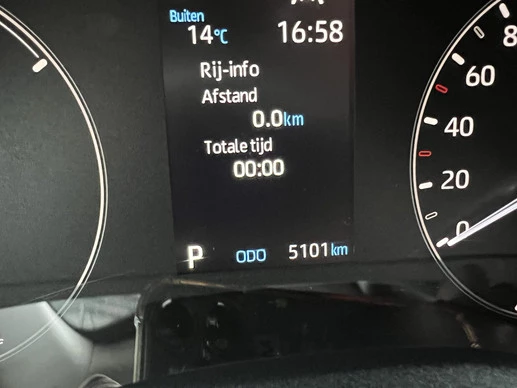 Buiten
14°C 16:58
Rij-info
Afstand
0.0km
Totale tijd
00:00
P ODO 5101km
80
60
40
20
0